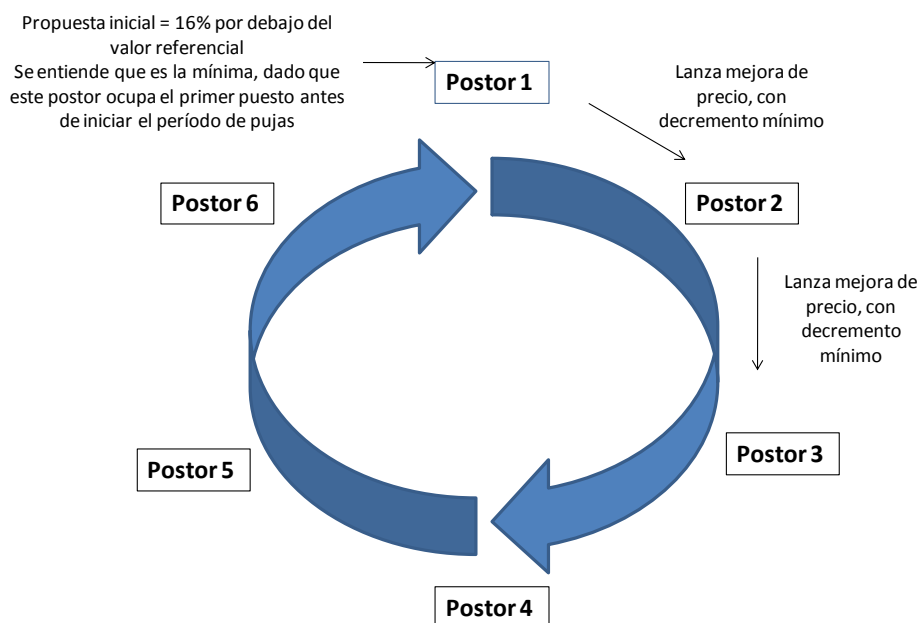 Propuesta inicial = 16% por debajo del
valor referencial
Se entiende que es la mínima, dado que
este postor ocupa el primer puesto antes
de iniciar el período de pujas
Postor 1
Lanza mejora de
precio, con
decremento mínimo
Postor 6
Postor 2
Lanza mejora de
precio, con
decremento
mínimo
Postor 5
Postor 3
Postor 4